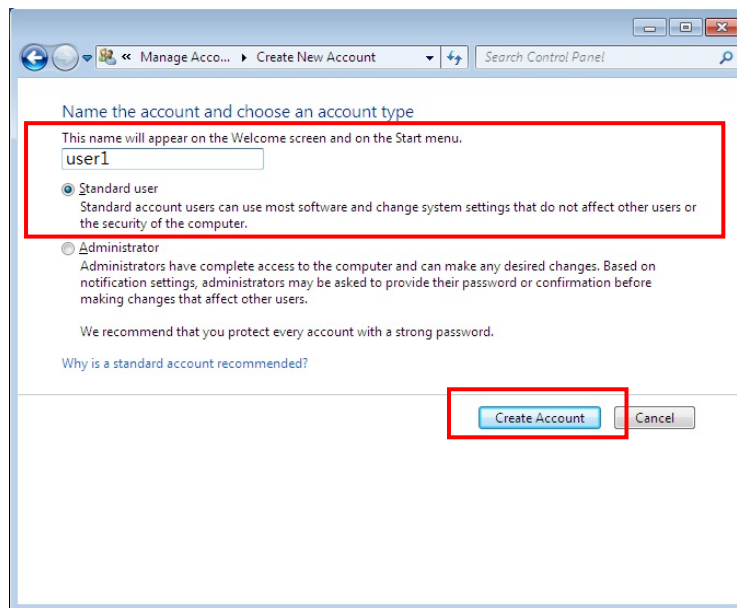 « Manage Acco... ▸ Create New Account
Search Control Panel
Name the account and choose an account type
This name will appear on the Welcome screen and on the Start menu.
user1
Standard user
Standard account users can use most software and change system settings that do not affect other users or
the security of the computer.
Administrator
Administrators have complete access to the computer and can make any desired changes. Based on
notification settings, administrators may be asked to provide their password or confirmation before
making changes that affect other users.
We recommend that you protect every account with a strong password.
Why is a standard account recommended?
Create Account
Cancel